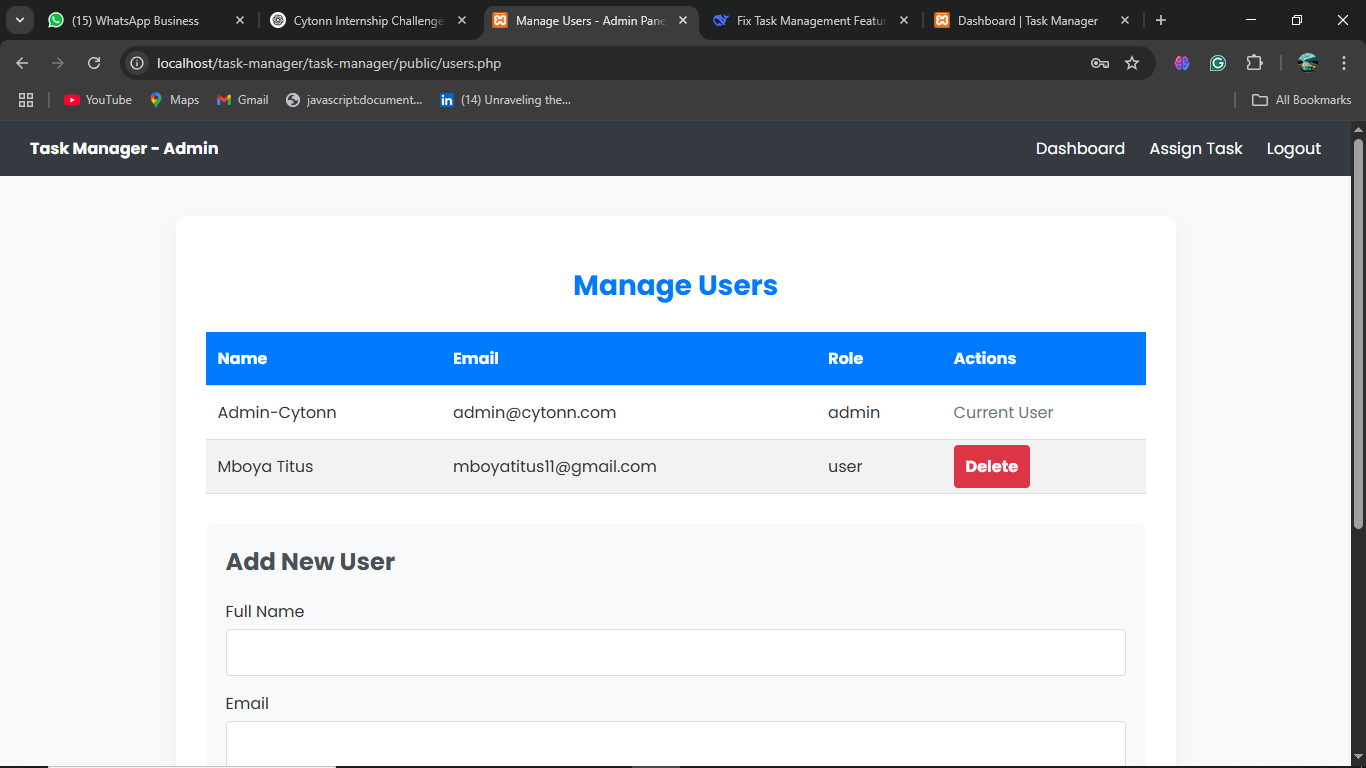 (15) WhatsApp Business
Cytonn Internship Challenge
Manage Users - Admin Pane
Fix Task Management Featur
Dashboard | Task Manager
localhost/task-manager/task-manager/public/users.php
YouTube
Maps
Gmail
javascript:document...
(14) Unraveling the...
All Bookmarks
Task Manager - Admin
Dashboard Assign Task Logout
Manage Users
Name Email Role Actions
Admin-Cytonn admin@cytonn.com admin Current User
Mboya Titus mboyatitus11@gmail.com user Delete
Add New User
Full Name
Email